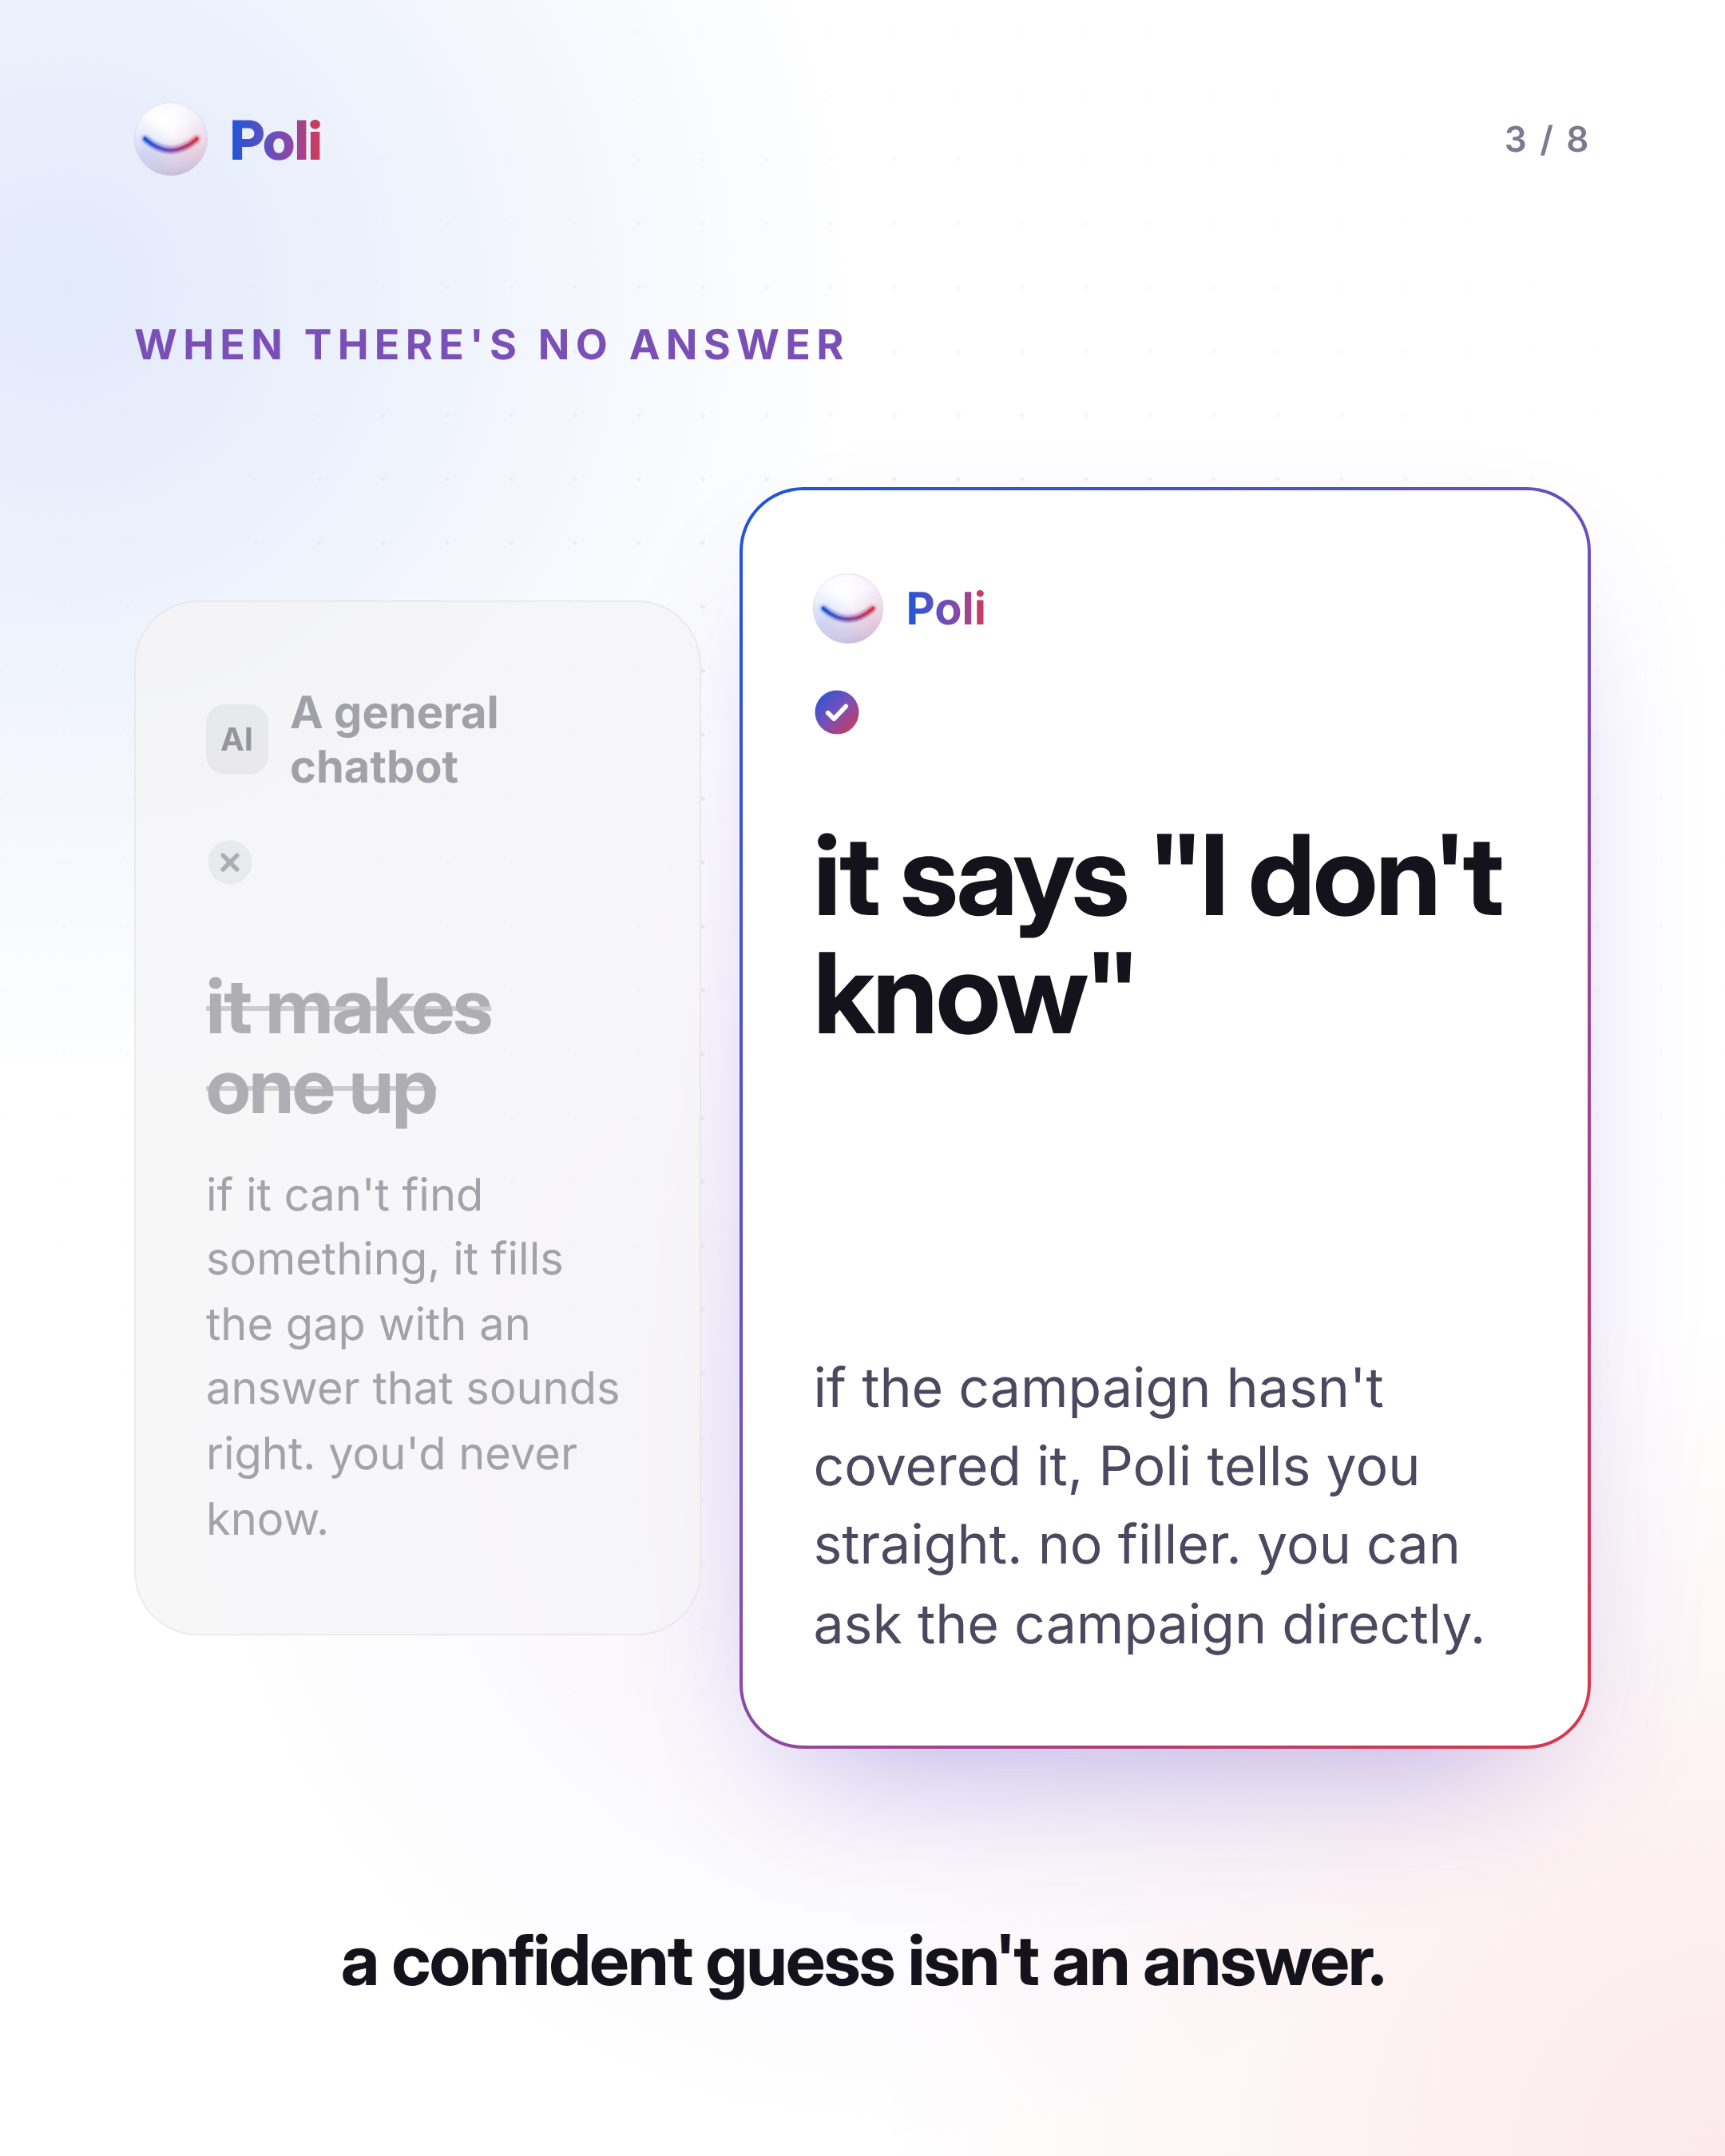 Poli
3 / 8
WHEN THERE'S NO ANSWER
AI
A general
chatbot
it makes
one up
if it can't find
something, it fills
the gap with an
answer that sounds
right. you'd never
know.
Poli
it says "I don't
know"
if the campaign hasn't
covered it, Poli tells you
straight. no filler. you can
ask the campaign directly.
a confident guess isn't an answer.